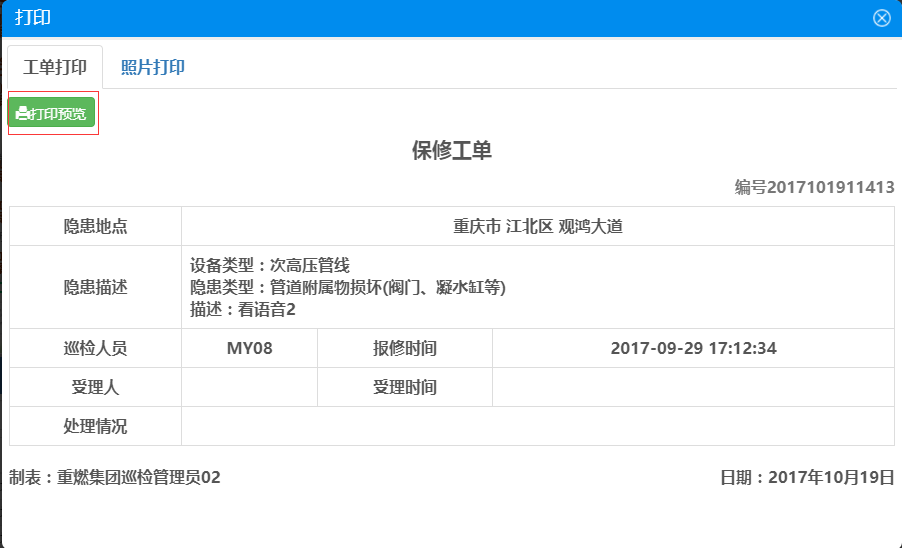 打印
工单打印 照片打印
打印预览
保修工单
编号2017101911413
隐患地点 重庆市 江北区 观鸿大道
隐患描述
设备类型：次高压管线
隐患类型：管道附属物损坏(阀门、凝水缸等)
描述：看语音2
巡检人员 MY08 报修时间 2017-09-29 17:12:34
受理人 受理时间
处理情况
制表：重燃集团巡检管理员02 日期：2017年10月19日